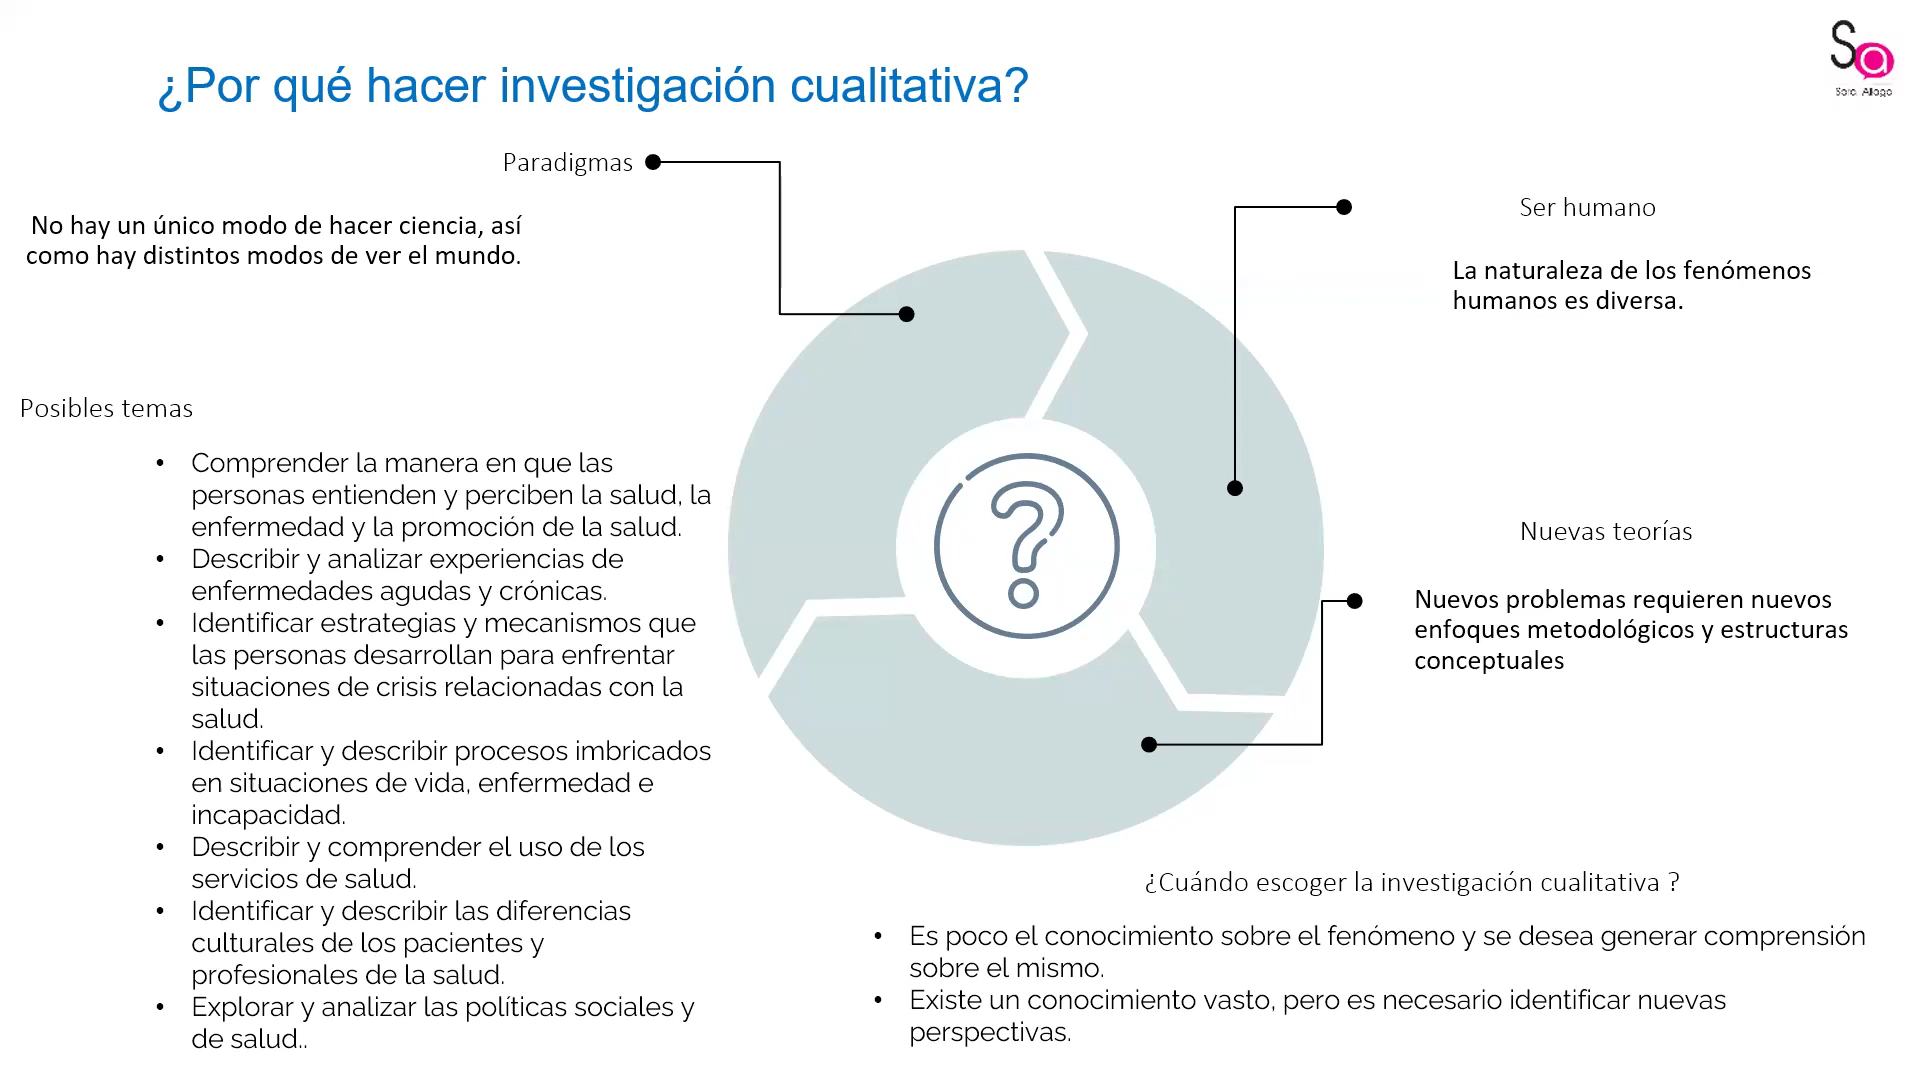 ¿Por qué hacer investigación cualitativa?
Sa
Paradigmas
No hay un único modo de hacer ciencia, así
como hay distintos modos de ver el mundo.
Ser humano
La naturaleza de los fenómenos
humanos es diversa.
Posibles temas
• Comprender la manera en que las
personas entienden y perciben la salud, la
enfermedad y la promoción de la salud.
• Describir y analizar experiencias de
enfermedades agudas y crónicas.
• Identificar estrategias y mecanismos que
las personas desarrollan para enfrentar
situaciones de crisis relacionadas con la
salud.
• Identificar y describir procesos imbricados
en situaciones de vida, enfermedad e
incapacidad.
• Describir y comprender el uso de los
servicios de salud.
• Identificar y describir las diferencias
culturales de los pacientes y
profesionales de la salud.
• Explorar y analizar las políticas sociales y
de salud..
?
Nuevas teorías
Nuevos problemas requieren nuevos
enfoques metodológicos y estructuras
conceptuales
¿Cuándo escoger la investigación cualitativa ?
• Es poco el conocimiento sobre el fenómeno y se desea generar comprensión
sobre el mismo.
• Existe un conocimiento vasto, pero es necesario identificar nuevas
perspectivas.